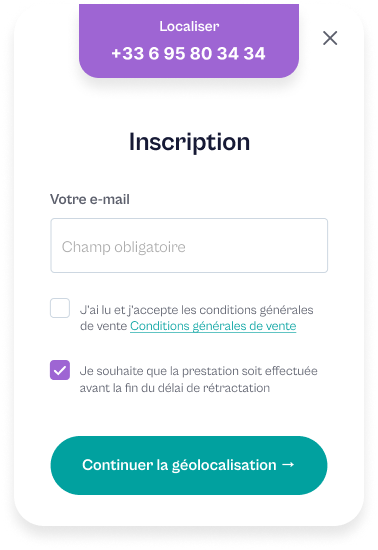 Localiser
+33 6 95 80 34 34
Inscription
Votre e-mail
Champ obligatoire
J'ai lu et j'accepte les conditions générales
de vente Conditions générales de vente
Je souhaite que la prestation soit effectuée
avant la fin du délai de rétractation
Continuer la géolocalisation →